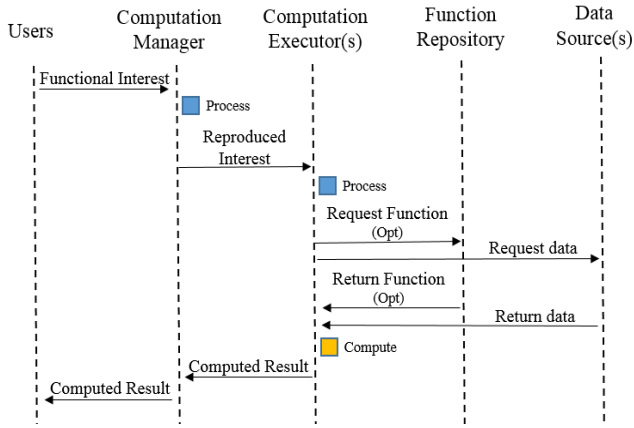 Users
Computation
Manager
Computation
Executor(s)
Function
Repository
Data
Source(s)
Functional Interest
Process
Reproduced
Interest
Process
Request Function
(Opt)
Request data
Return Function
(Opt)
Return data
Compute
Computed Result
Computed Result